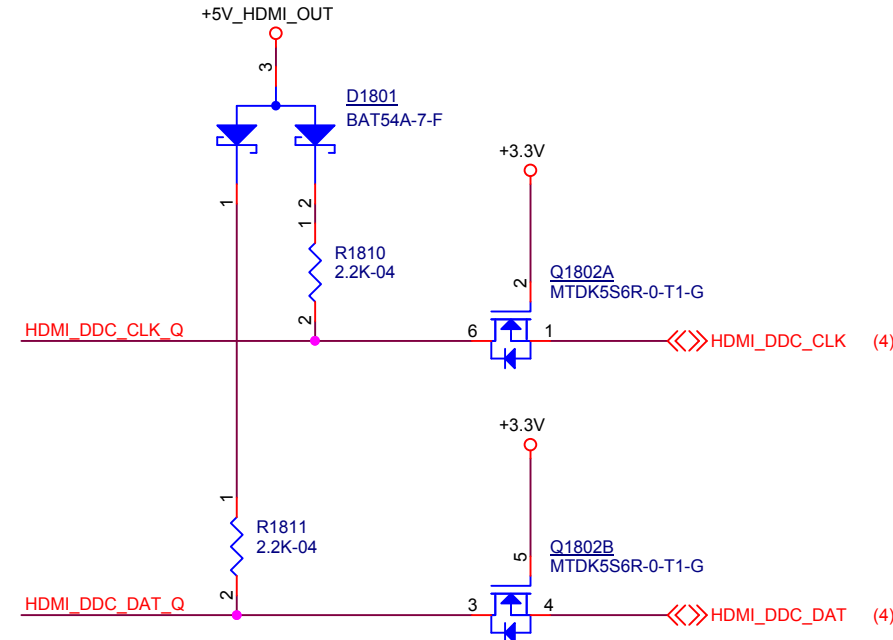 +5V_HDMI_OUT
3
D1801
BAT54A-7-F
+3.3V
1
2
1
R1810
2.2K-04
2
Q1802A
MTDK5S6R-0-T1-G
2
HDMI_DDC_CLK_Q
6
1
HDMI_DDC_CLK (4)
+3.3V
1
R1811
2.2K-04
5
Q1802B
MTDK5S6R-0-T1-G
2
HDMI_DDC_DAT_Q
3
4
HDMI_DDC_DAT (4)